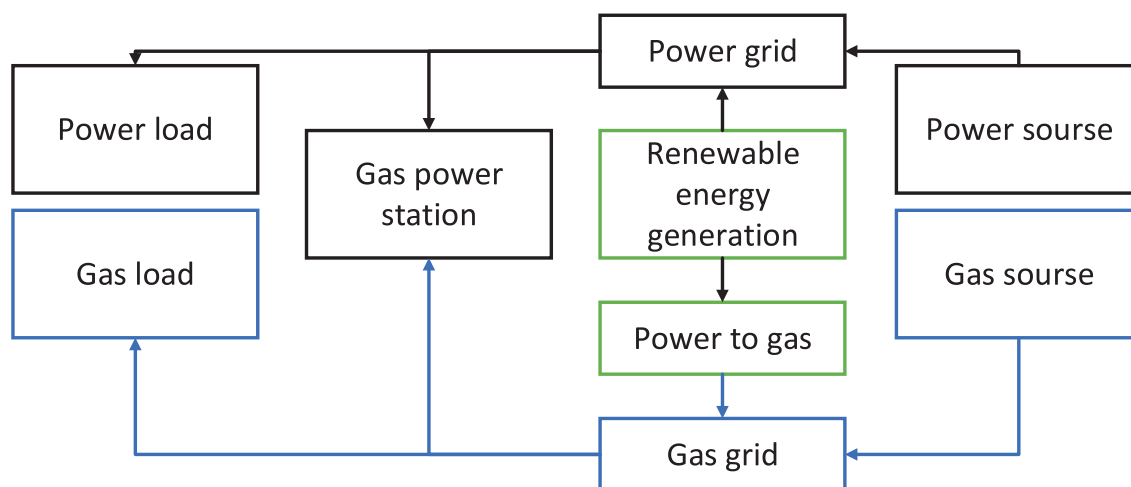 Power grid
Power load
Power sourse
Gas power
station
Renewable
energy
generation
Gas load
Gas sourse
Power to gas
Gas grid